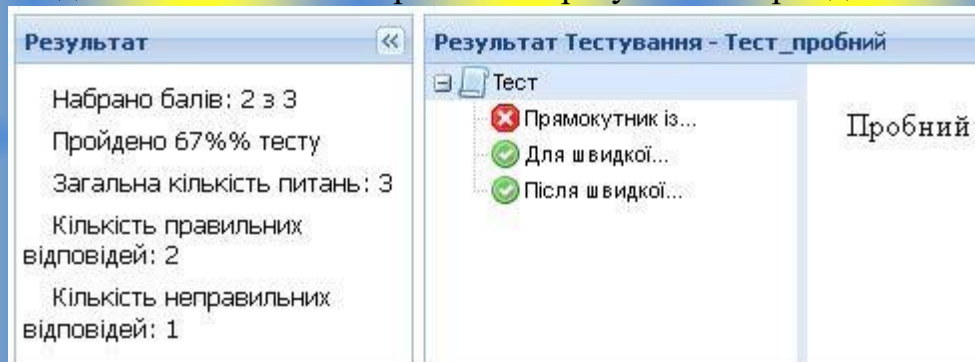 Результат
Набрано балів: 2 з 3
Пройдено 67%% тесту
Загальна кількість питань: 3
Кількість правильних
відповідей: 2
Кількість неправильних
відповідей: 1
Результат Тестування - Тест_пробний
Тест
Прямокутник із...
Для швидкої...
Після швидкої...
Пробний